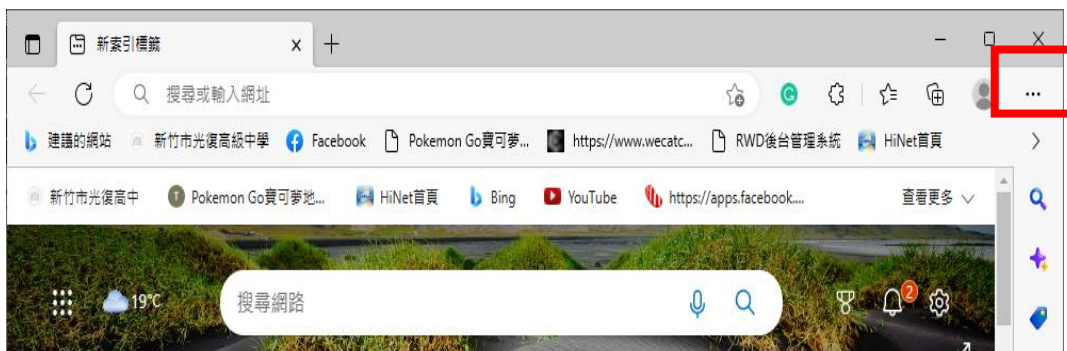 新索引標籤
搜尋或輸入網址
建議的網站 新竹市光復高級中學 Facebook Pokemon Go寶可夢... https://www.wecatc... RWD後台管理系統 HiNet首頁
新竹市光復高中 Pokemon Go寶可夢地... HiNet首頁 Bing YouTube https://apps.facebook.... 查看更多
19°C 搜尋網路 2